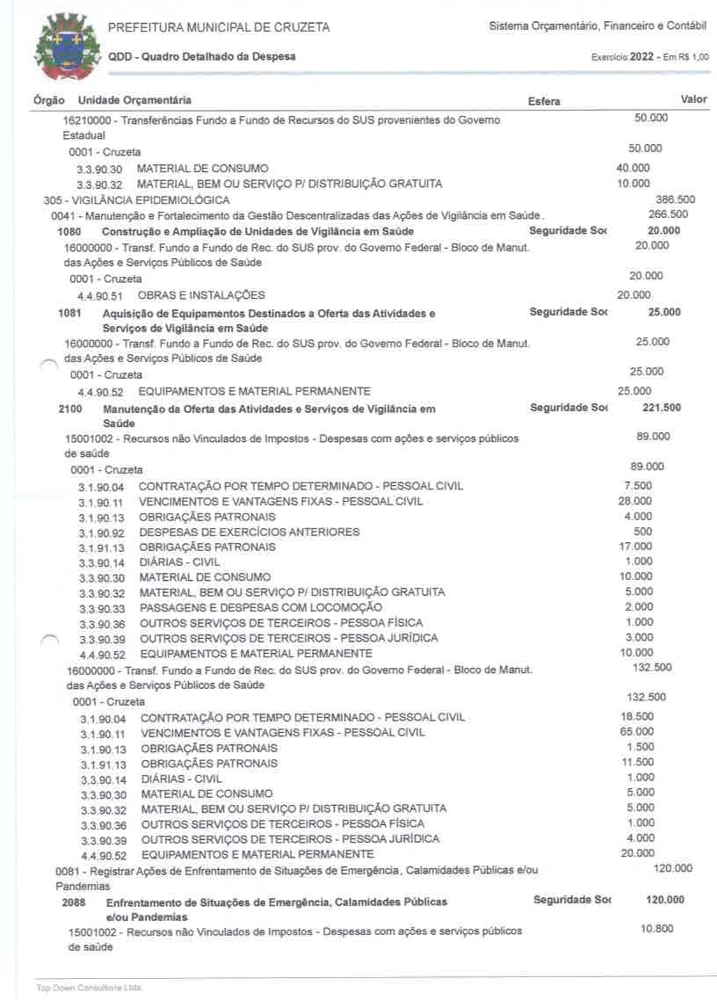 PREFEITURA MUNICIPAL DE CRUZETA
Sistema Orçamentário, Financeiro e Contábil
QDD - Quadro Detalhado da Despesa
Exercício:2022 - Em R$ 1,00
Órgão Unidade Orçamentária Esfera Valor
16210000 - Transferências Fundo a Fundo de Recursos do SUS provenientes do Governo 50.000
Estadual
0001 - Cruzeta 50.000
3.3.90.30 MATERIAL DE CONSUMO 40.000
3.3.90.32 MATERIAL, BEM OU SERVIÇO P/ DISTRIBUIÇÃO GRATUITA 10.000
305 - VIGILÂNCIA EPIDEMIOLÓGICA 386.500
0041 - Manutenção e Fortalecimento da Gestão Descentralizadas das Ações de Vigilância em Saúde . 266.500
1080 Construção e Ampliação de Unidades de Vigilância em Saúde Seguridade Soc 20.000
16000000 - Transf. Fundo a Fundo de Rec. do SUS prov. do Governo Federal - Bloco de Manut. 20.000
das Ações e Serviços Públicos de Saúde
0001 - Cruzeta 20.000
4.4.90.51 OBRAS E INSTALAÇÕES 20.000
1081 Aquisição de Equipamentos Destinados a Oferta das Atividades e Seguridade Soc 25.000
Serviços de Vigilância em Saúde
16000000 - Transf. Fundo a Fundo de Rec. do SUS prov. do Governo Federal - Bloco de Manut. 25.000
das Ações e Serviços Públicos de Saúde
0001 - Cruzeta 25.000
4.4.90.52 EQUIPAMENTOS E MATERIAL PERMANENTE 25.000
2100 Manutenção da Oferta das Atividades e Serviços de Vigilância em Seguridade Soc 221.500
Saúde
15001002 - Recursos não Vinculados de Impostos - Despesas com ações e serviços públicos 89.000
de saúde
0001 - Cruzeta 89.000
3.1.90.04 CONTRATAÇÃO POR TEMPO DETERMINADO - PESSOAL CIVIL 7.500
3.1.90.11 VENCIMENTOS E VANTAGENS FIXAS - PESSOAL CIVIL 28.000
3.1.90.13 OBRIGAÇÃES PATRONAIS 4.000
3.1.90.92 DESPESAS DE EXERCÍCIOS ANTERIORES 500
3.1.91.13 OBRIGAÇÃES PATRONAIS 17.000
3.3.90.14 DIÁRIAS - CIVIL 1.000
3.3.90.30 MATERIAL DE CONSUMO 10.000
3.3.90.32 MATERIAL, BEM OU SERVIÇO P/ DISTRIBUIÇÃO GRATUITA 5.000
3.3.90.33 PASSAGENS E DESPESAS COM LOCOMOÇÃO 2.000
3.3.90.36 OUTROS SERVIÇOS DE TERCEIROS - PESSOA FÍSICA 1.000
3.3.90.39 OUTROS SERVIÇOS DE TERCEIROS - PESSOA JURÍDICA 3.000
4.4.90.52 EQUIPAMENTOS E MATERIAL PERMANENTE 10.000
16000000 - Transf. Fundo a Fundo de Rec. do SUS prov. do Governo Federal - Bloco de Manut. 132.500
das Ações e Serviços Públicos de Saúde
0001 - Cruzeta 132.500
3.1.90.04 CONTRATAÇÃO POR TEMPO DETERMINADO - PESSOAL CIVIL 18.500
3.1.90.11 VENCIMENTOS E VANTAGENS FIXAS - PESSOAL CIVIL 65.000
3.1.90.13 OBRIGAÇÃES PATRONAIS 1.500
3.1.91.13 OBRIGAÇÃES PATRONAIS 11.500
3.3.90.14 DIÁRIAS - CIVIL 1.000
3.3.90.30 MATERIAL DE CONSUMO 5.000
3.3.90.32 MATERIAL, BEM OU SERVIÇO P/ DISTRIBUIÇÃO GRATUITA 5.000
3.3.90.36 OUTROS SERVIÇOS DE TERCEIROS - PESSOA FÍSICA 1.000
3.3.90.39 OUTROS SERVIÇOS DE TERCEIROS - PESSOA JURÍDICA 4.000
4.4.90.52 EQUIPAMENTOS E MATERIAL PERMANENTE 20.000
0081 - Registrar Ações de Enfrentamento de Situações de Emergência, Calamidades Públicas e/ou 120.000
Pandemias
2088 Enfrentamento de Situações de Emergência, Calamidades Públicas Seguridade Soc 120.000
e/ou Pandemias
15001002 - Recursos não Vinculados de Impostos - Despesas com ações e serviços públicos 10.800
de saúde
Top Down Consultoria Ltda.